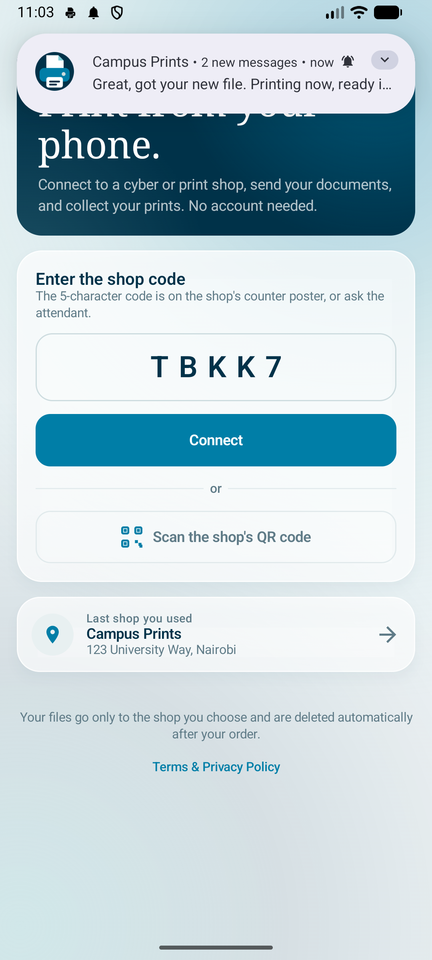 11:03
Campus Prints • 2 new messages • now
Great, got your new file. Printing now, ready i…
Print from your
phone.
Connect to a cyber or print shop, send your documents,
and collect your prints. No account needed.
Enter the shop code
The 5-character code is on the shop's counter poster, or ask the
attendant.
T B K K 7
Connect
or
Scan the shop's QR code
Last shop you used
Campus Prints
123 University Way, Nairobi
Your files go only to the shop you choose and are deleted automatically
after your order.
Terms & Privacy Policy